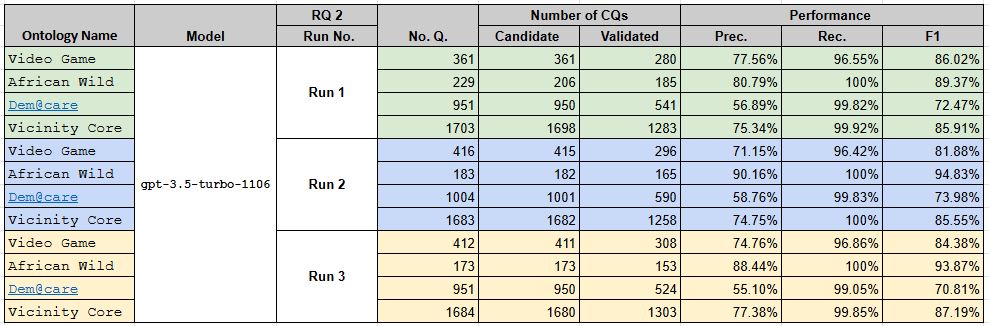 RQ 2 Number of CQs Performance
Ontology Name Model Run No. No. Q. Candidate Validated Prec. Rec. F1
Video Game 361 361 280 77.56% 96.55% 86.02%
African Wild 229 206 185 80.79% 100% 89.37%
Run 1
Dem@care 951 950 541 56.89% 99.82% 72.47%
Vicinity Core 1703 1698 1283 75.34% 99.92% 85.91%
Video Game 416 415 296 71.15% 96.42% 81.88%
African Wild 183 182 165 90.16% 100% 94.83%
gpt-3.5-turbo-1106 Run 2
Dem@care 1004 1001 590 58.76% 99.83% 73.98%
Vicinity Core 1683 1682 1258 74.75% 100% 85.55%
Video Game 412 411 308 74.76% 96.86% 84.38%
African Wild 173 173 153 88.44% 100% 93.87%
Run 3
Dem@care 951 950 524 55.10% 99.05% 70.81%
Vicinity Core 1684 1680 1303 77.38% 99.85% 87.19%